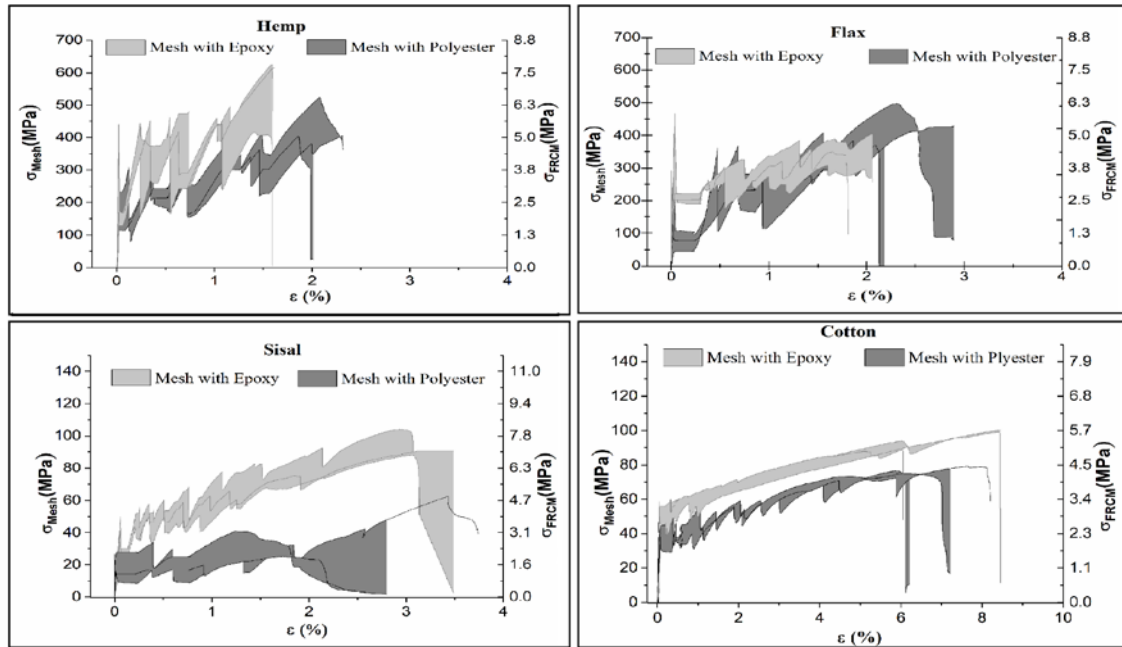 Hemp
Mesh with Epoxy Mesh with Polyester
σMesh(MPa)
700
600
500
400
300
200
100
0
0 1 2 3 4
ε (%)
8.8
7.5
6.3
5.0
3.8
2.5
1.3
0.0
σFRCM(MPa)
Flax
Mesh with Epoxy Mesh with Polyester
σMesh(MPa)
700
600
500
400
300
200
100
0
0 1 2 3 4
ε (%)
8.8
7.5
6.3
5.0
3.8
2.5
1.3
0.0
σFRCM(MPa)
Sisal
Mesh with Epoxy Mesh with Polyester
σMesh(MPa)
140
120
100
80
60
40
20
0
0 1 2 3 4
ε (%)
11.0
9.4
7.8
6.3
4.7
3.1
1.6
0.0
σFRCM(MPa)
Cotton
Mesh with Epoxy Mesh with Plyester
σMesh(MPa)
140
120
100
80
60
40
20
0
0 2 4 6 8 10
ε (%)
7.9
6.8
5.7
4.5
3.4
2.3
1.1
0.0
σFRCM(MPa)